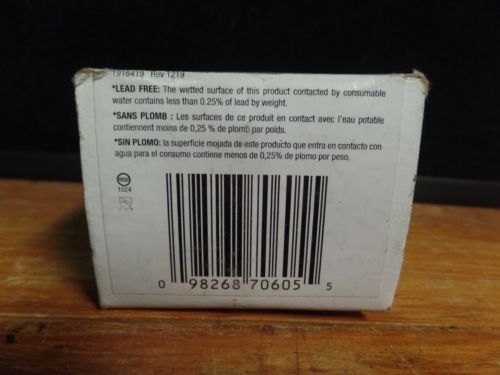 1916419 Rev 1219
*LEAD FREE: The wetted surface of this product contacted by consumable
water contains less than 0.25% of lead by weight.
*SANS PLOMB : Les surfaces de ce produit en contact avec l'eau potable
contiennent moins de 0,25 % de plomb par poids.
*SIN PLOMO: la superficie mojada de este producto que entra en contacto con
agua para el consumo contiene menos de 0,25% de plomo por peso.
1024
0 98268 70605 5